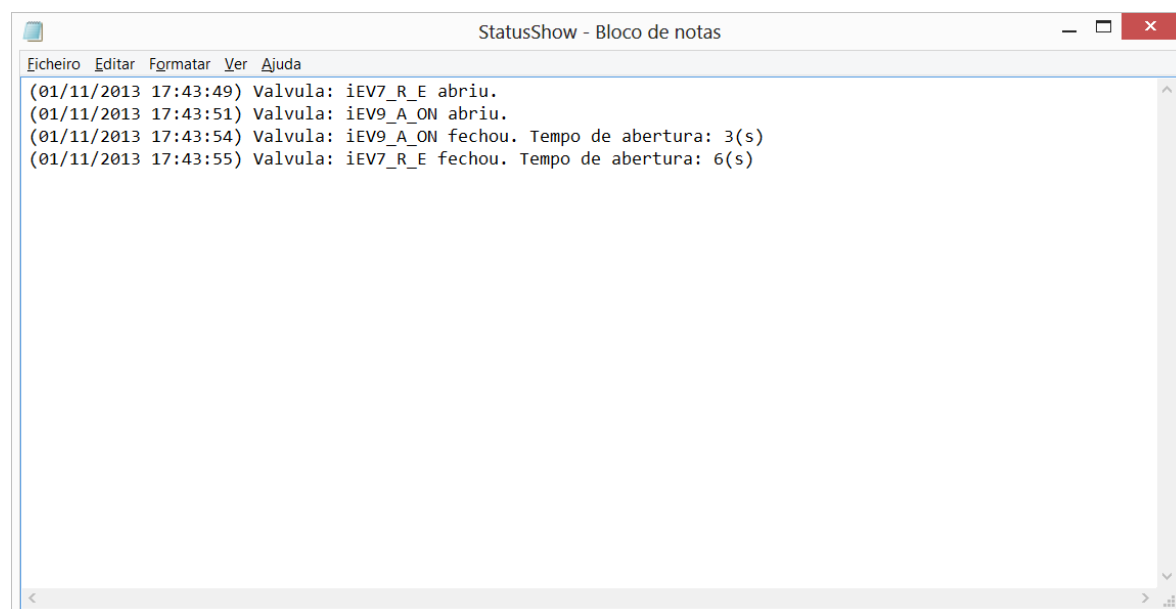 StatusShow - Bloco de notas
Ficheiro Editar Formatar Ver Ajuda
(01/11/2013 17:43:49) Valvula: iEV7_R_E abriu.
(01/11/2013 17:43:51) Valvula: iEV9_A_ON abriu.
(01/11/2013 17:43:54) Valvula: iEV9_A_ON fechou. Tempo de abertura: 3(s)
(01/11/2013 17:43:55) Valvula: iEV7_R_E fechou. Tempo de abertura: 6(s)